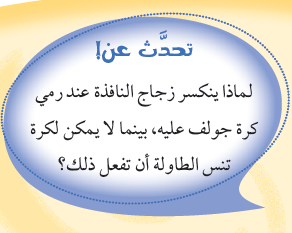 تحدَّث عن!
لماذا ينكسر زجاج النافذة عند رمي
كرة جولف عليه، بينما لا يمكن لكرة
تنس الطاولة أن تفعل ذلك؟